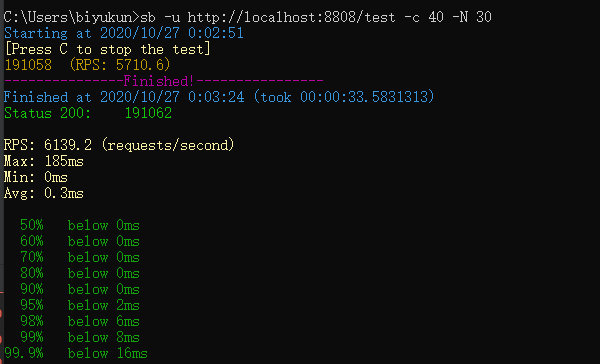 C:\Users\biyukun>sb -u http://localhost:8808/test -c 40 -N 30
Starting at 2020/10/27 0:02:51
[Press C to stop the test]
191058  (RPS: 5710.6)
---------------Finished!----------------
Finished at 2020/10/27 0:03:24 (took 00:00:33.5831313)
Status 200:    191062
RPS: 6139.2 (requests/second)
Max: 185ms
Min: 0ms
Avg: 0.3ms
50%   below 0ms
60%   below 0ms
70%   below 0ms
80%   below 0ms
90%   below 0ms
95%   below 2ms
98%   below 6ms
99%   below 8ms
99.9%   below 16ms